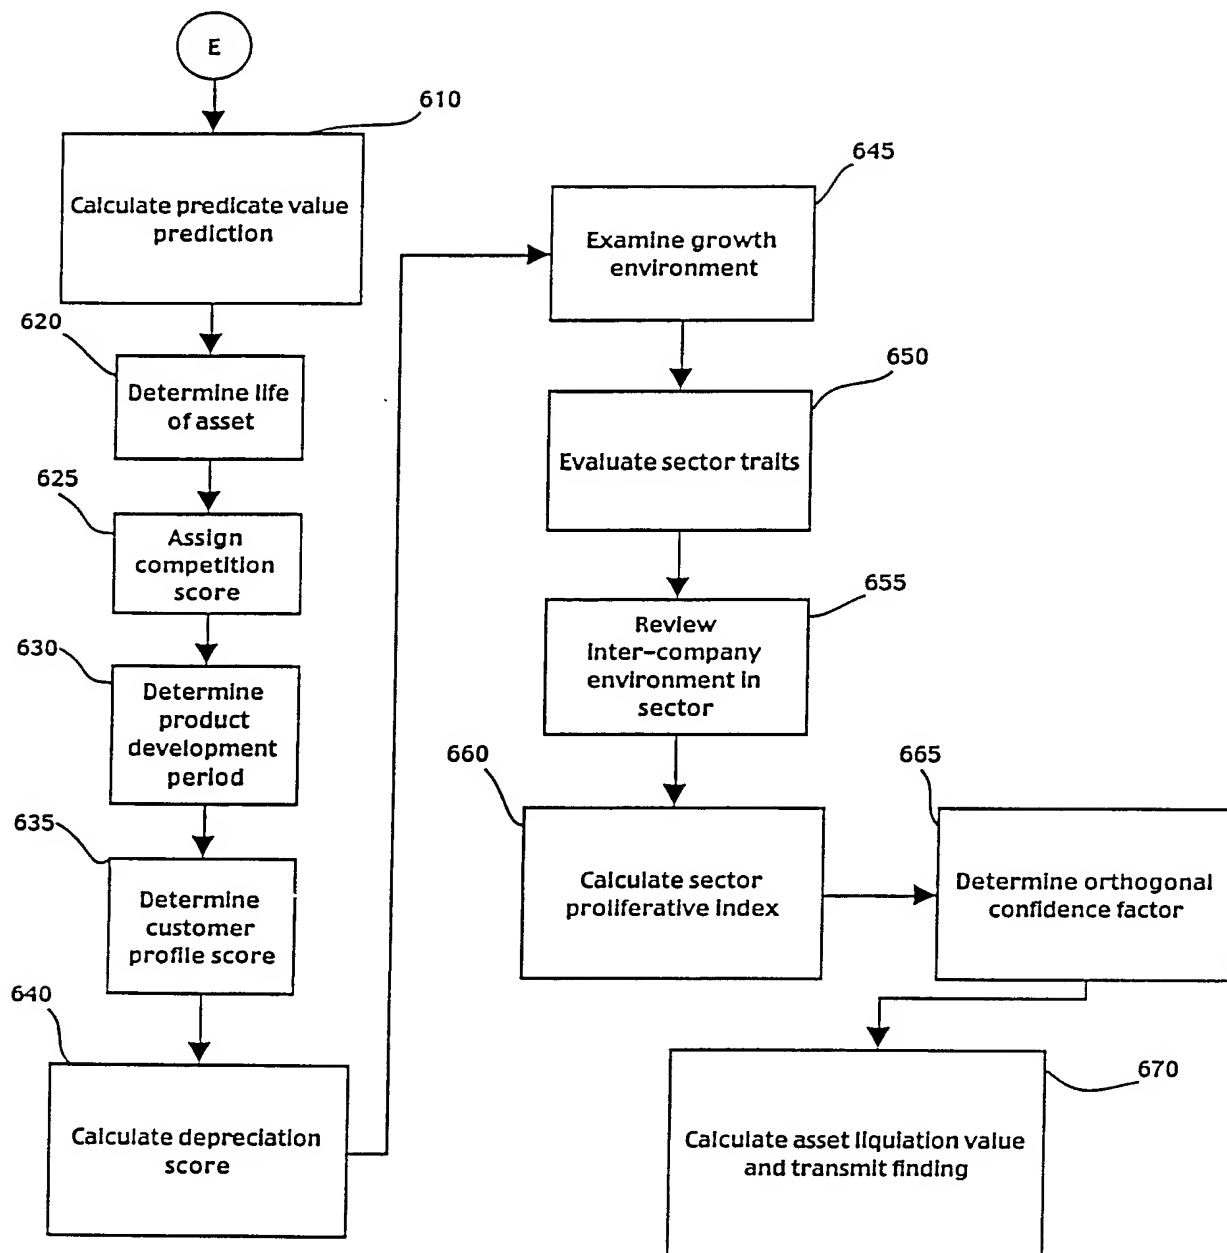 E
610
Calculate predicate value
prediction
620
Determine life
of asset
625
Assign
competition
score
630
Determine
product
development
period
635
Determine
customer
profile score
640
Calculate depreciation
score
645
Examine growth
environment
650
Evaluate sector traits
655
Review
inter-company
environment in
sector
660
Calculate sector
proliferative index
665
Determine orthogonal
confidence factor
670
Calculate asset liquiation value
and transmit finding